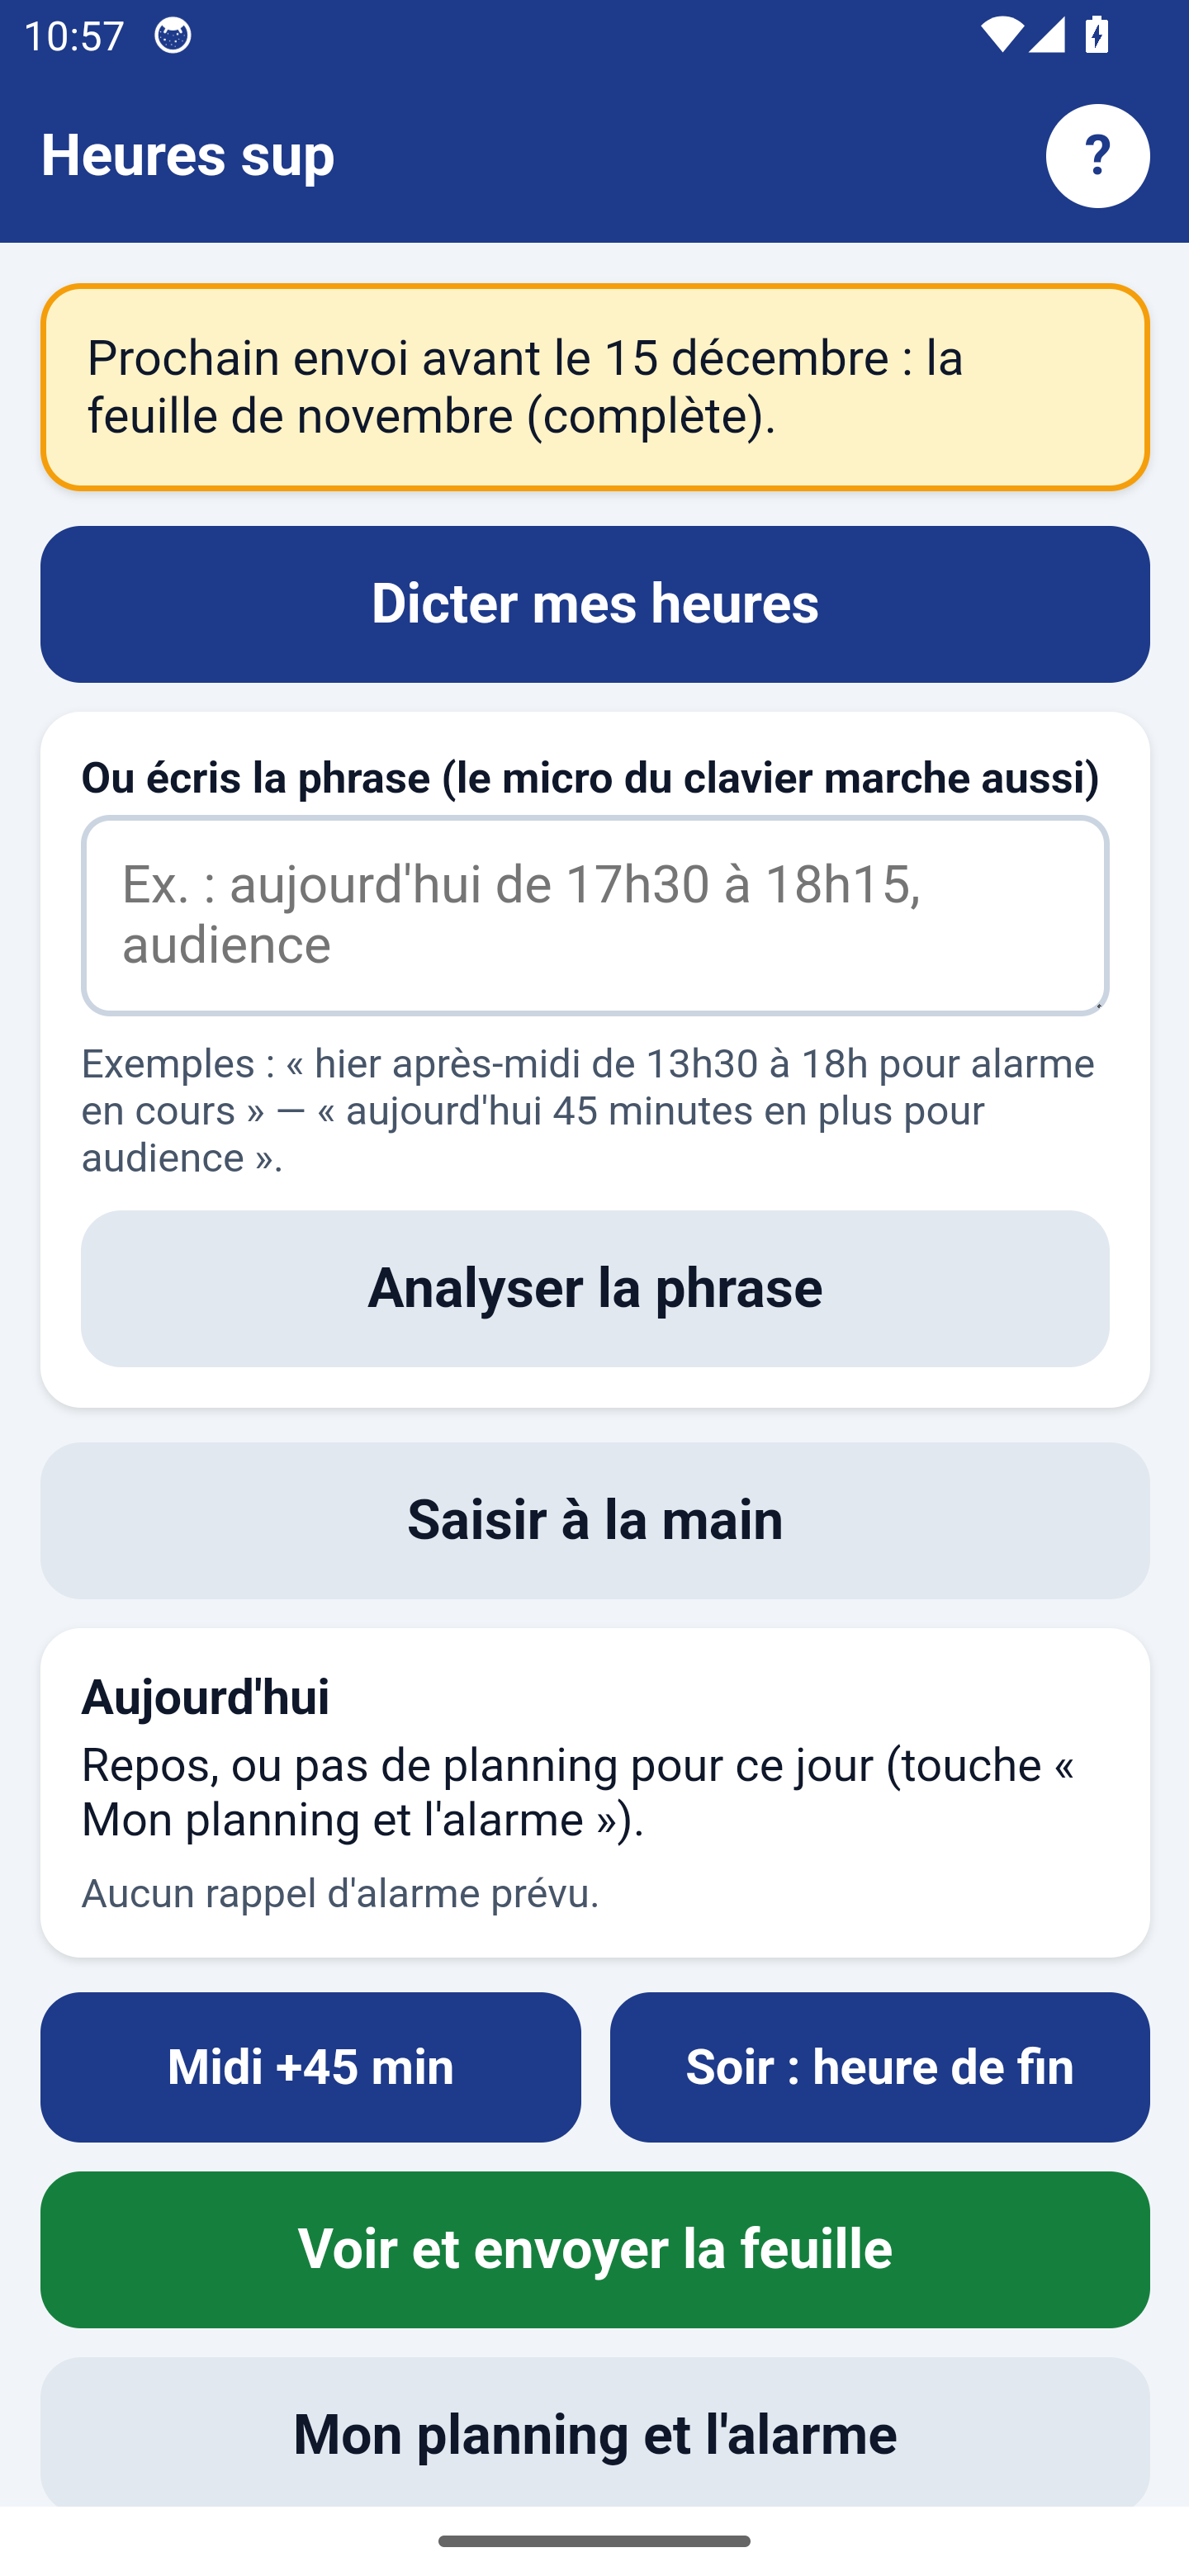 10:57
Heures sup
?
Prochain envoi avant le 15 décembre : la
feuille de novembre (complète).
Dicter mes heures
Ou écris la phrase (le micro du clavier marche aussi)
Ex. : aujourd'hui de 17h30 à 18h15,
audience
Exemples : « hier après-midi de 13h30 à 18h pour alarme
en cours » — « aujourd'hui 45 minutes en plus pour
audience ».
Analyser la phrase
Saisir à la main
Aujourd'hui
Repos, ou pas de planning pour ce jour (touche «
Mon planning et l'alarme »).
Aucun rappel d'alarme prévu.
Midi +45 min
Soir : heure de fin
Voir et envoyer la feuille
Mon planning et l'alarme